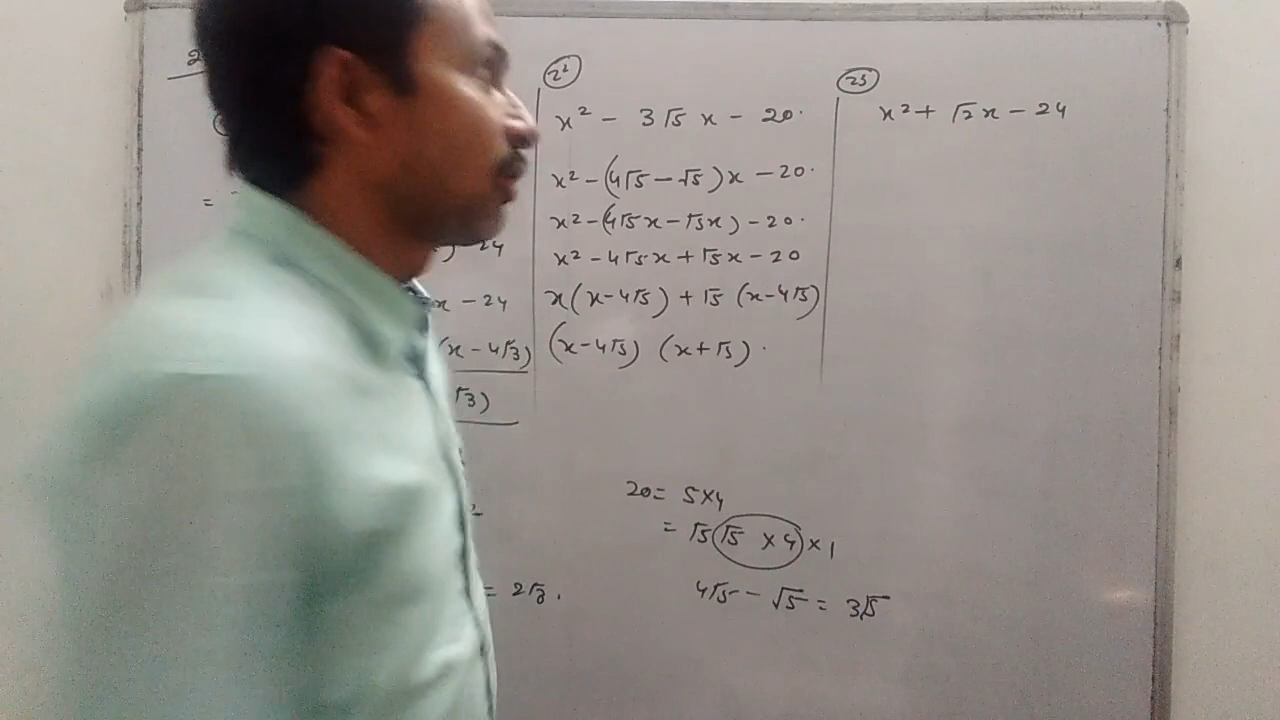 2
=
) - 24
x - 24
(x - 4√3)
√3)
2
= 2√3.
22
x² - 3√5 x - 20.
x² - (4√5 - √5)x - 20.
x² - (4√5x - √5x) - 20.
x² - 4√5x + √5x - 20
x(x - 4√5) + √5 (x - 4√5)
(x - 4√5) (x + √5).
20 = 5×4
= √5 √5 × 4 × 1
4√5 - √5 = 3√5
23
x² + √2x - 24